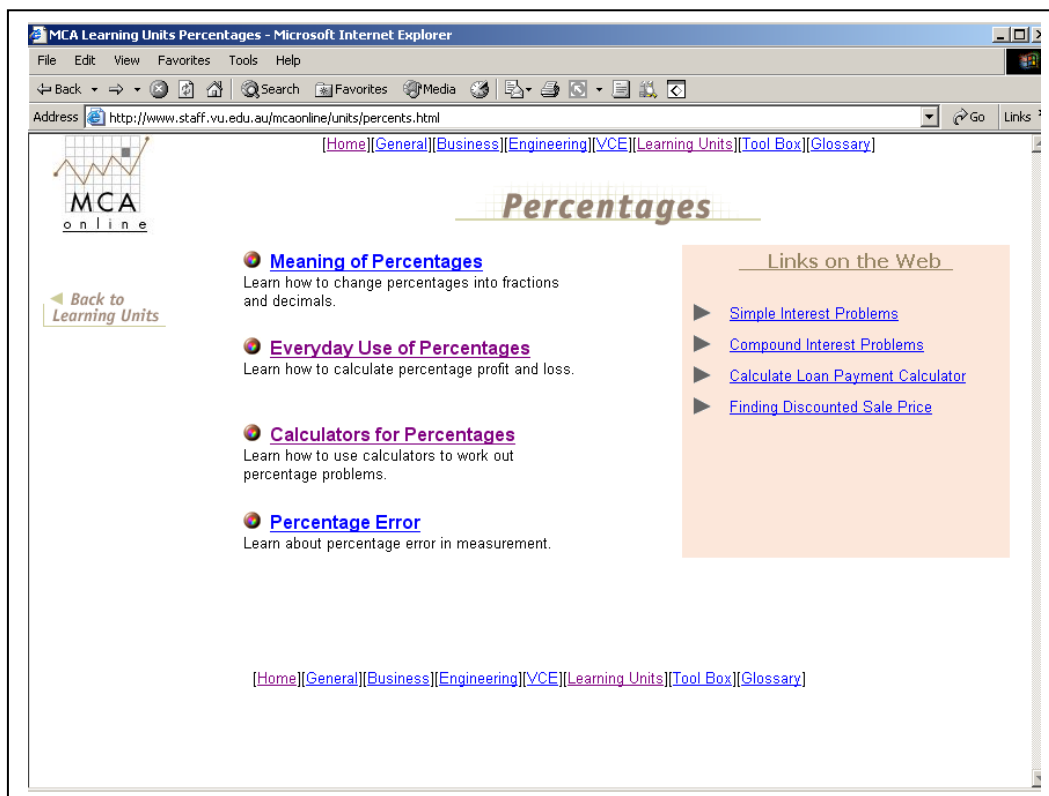 MCA Learning Units Percentages - Microsoft Internet Explorer
File Edit View Favorites Tools Help
Back Search Favorites Media
Address http://www.staff.vu.edu.au/mcaonline/units/percents.html Go Links
[Home][General][Business][Engineering][VCE][Learning Units][Tool Box][Glossary]
MCA
online
Percentages
Back to
Learning Units
Meaning of Percentages
Learn how to change percentages into fractions
and decimals.
Everyday Use of Percentages
Learn how to calculate percentage profit and loss.
Calculators for Percentages
Learn how to use calculators to work out
percentage problems.
Percentage Error
Learn about percentage error in measurement.
Links on the Web
Simple Interest Problems
Compound Interest Problems
Calculate Loan Payment Calculator
Finding Discounted Sale Price
[Home][General][Business][Engineering][VCE][Learning Units][Tool Box][Glossary]